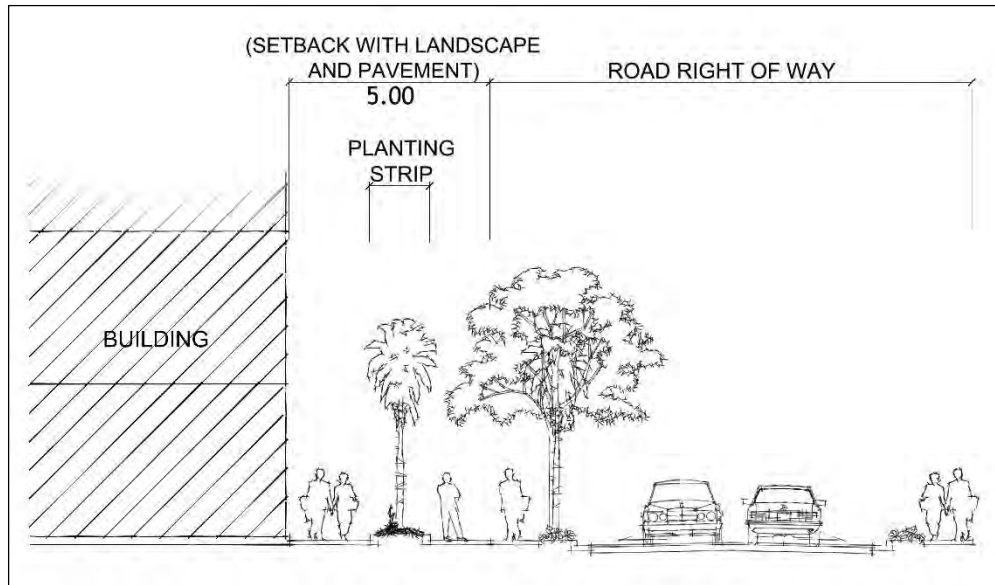 (SETBACK WITH LANDSCAPE
AND PAVEMENT)
5.00
ROAD RIGHT OF WAY
PLANTING
STRIP
BUILDING